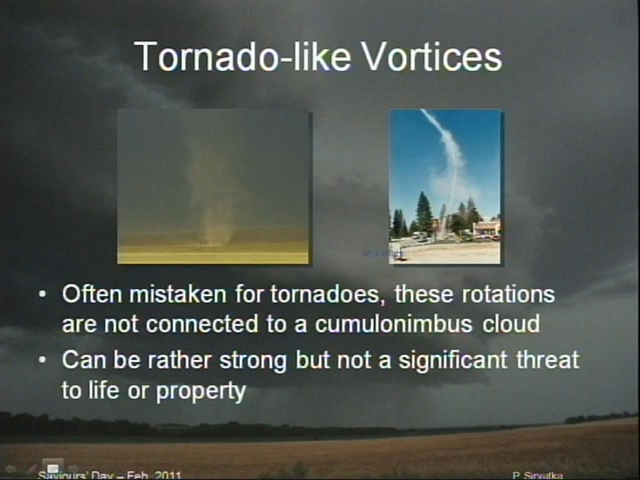 Tornado-like Vortices
• Often mistaken for tornadoes, these rotations
are not connected to a cumulonimbus cloud
• Can be rather strong but not a significant threat
to life or property
Saviours' Day – Feb. 2011
P. Sirvatka